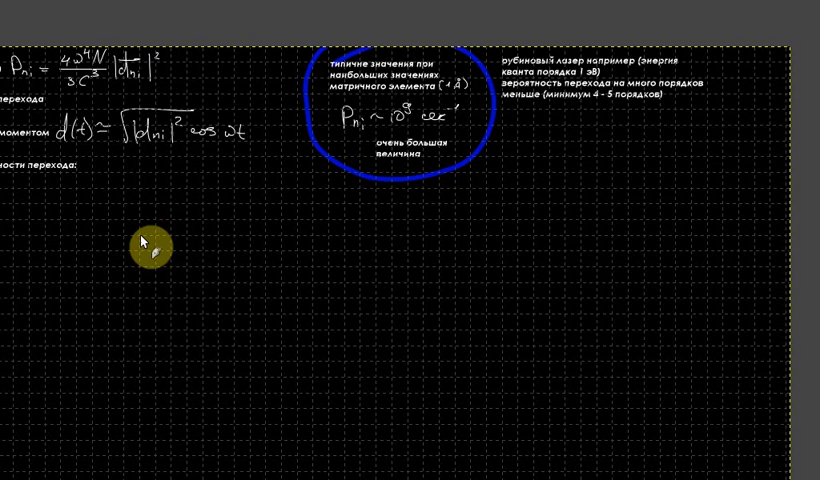 P_ni = 4ω⁴N / 3c³ |d_ni|²
перехода
моментом d(t) ≃ √|d_ni|² cos ωt
ности перехода:
типичне значения при
наибольших значениях
матричного элемента (1 Å)
P_ni ~ 10⁹ сек⁻¹
очень большая
величина
рубиновый лазер например (энергия
кванта порядка 1 эВ)
вероятность перехода на много порядков
меньше (минимум 4 - 5 порядков)